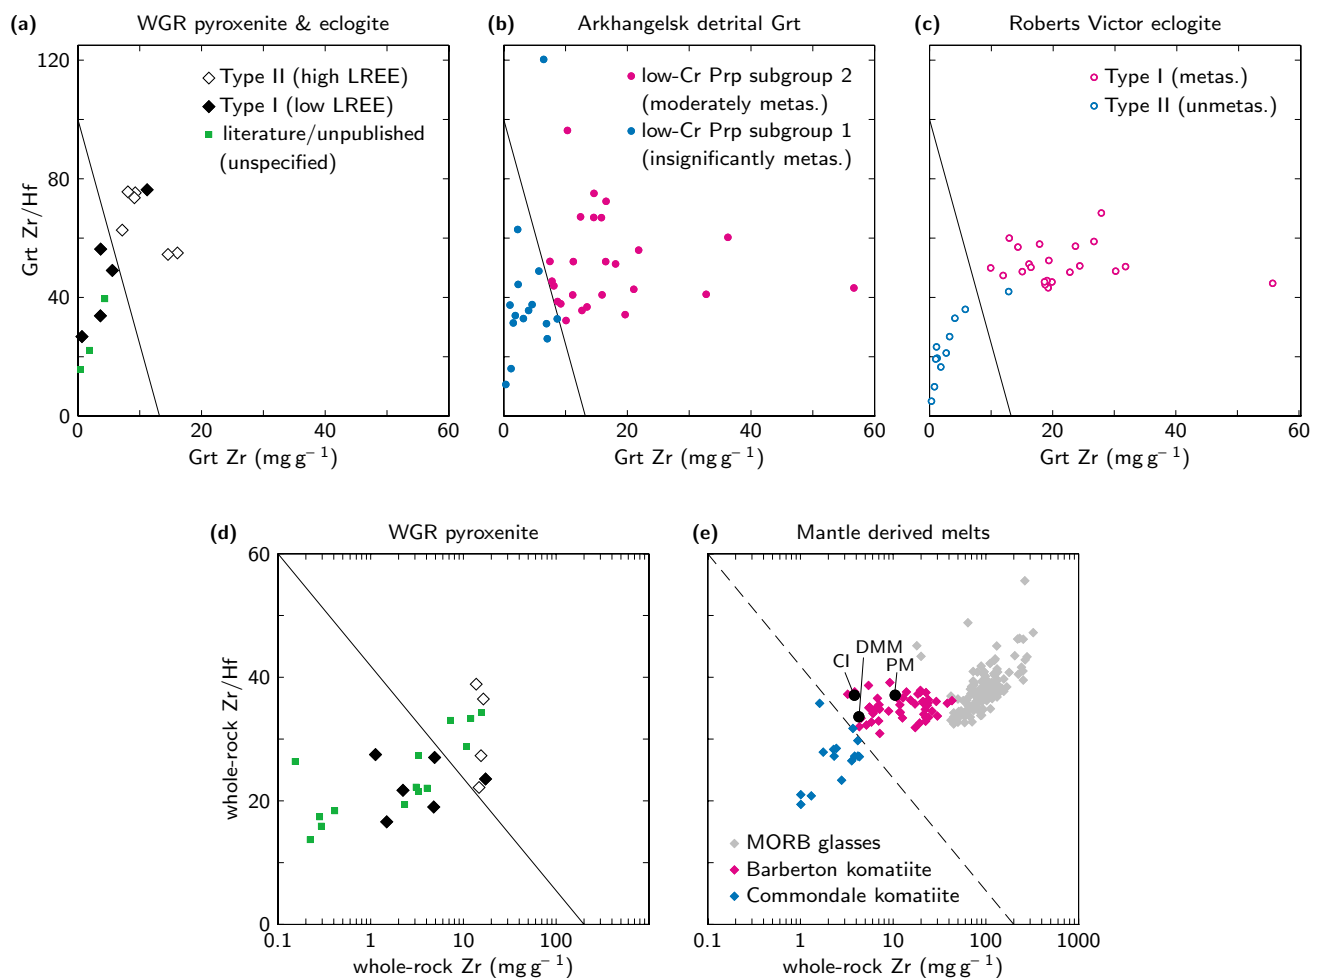 (a) WGR pyroxenite & eclogite
120
80
40
0
Grt Zr/Hf
Type II (high LREE)
Type I (low LREE)
literature/unpublished
(unspecified)
0 20 40 60
Grt Zr (mg g⁻¹)
(b) Arkhangelsk detrital Grt
low-Cr Prp subgroup 2
(moderately metas.)
low-Cr Prp subgroup 1
(insignificantly metas.)
0 20 40 60
Grt Zr (mg g⁻¹)
(c) Roberts Victor eclogite
Type I (metas.)
Type II (unmetas.)
0 20 40 60
Grt Zr (mg g⁻¹)
(d) WGR pyroxenite
60
40
20
0
whole-rock Zr/Hf
0.1 1 10 100
whole-rock Zr (mg g⁻¹)
(e) Mantle derived melts
whole-rock Zr/Hf
DMM
CI PM
MORB glasses
Barberton komatiite
Commondale komatiite
0.1 1 10 100 1000
whole-rock Zr (mg g⁻¹)